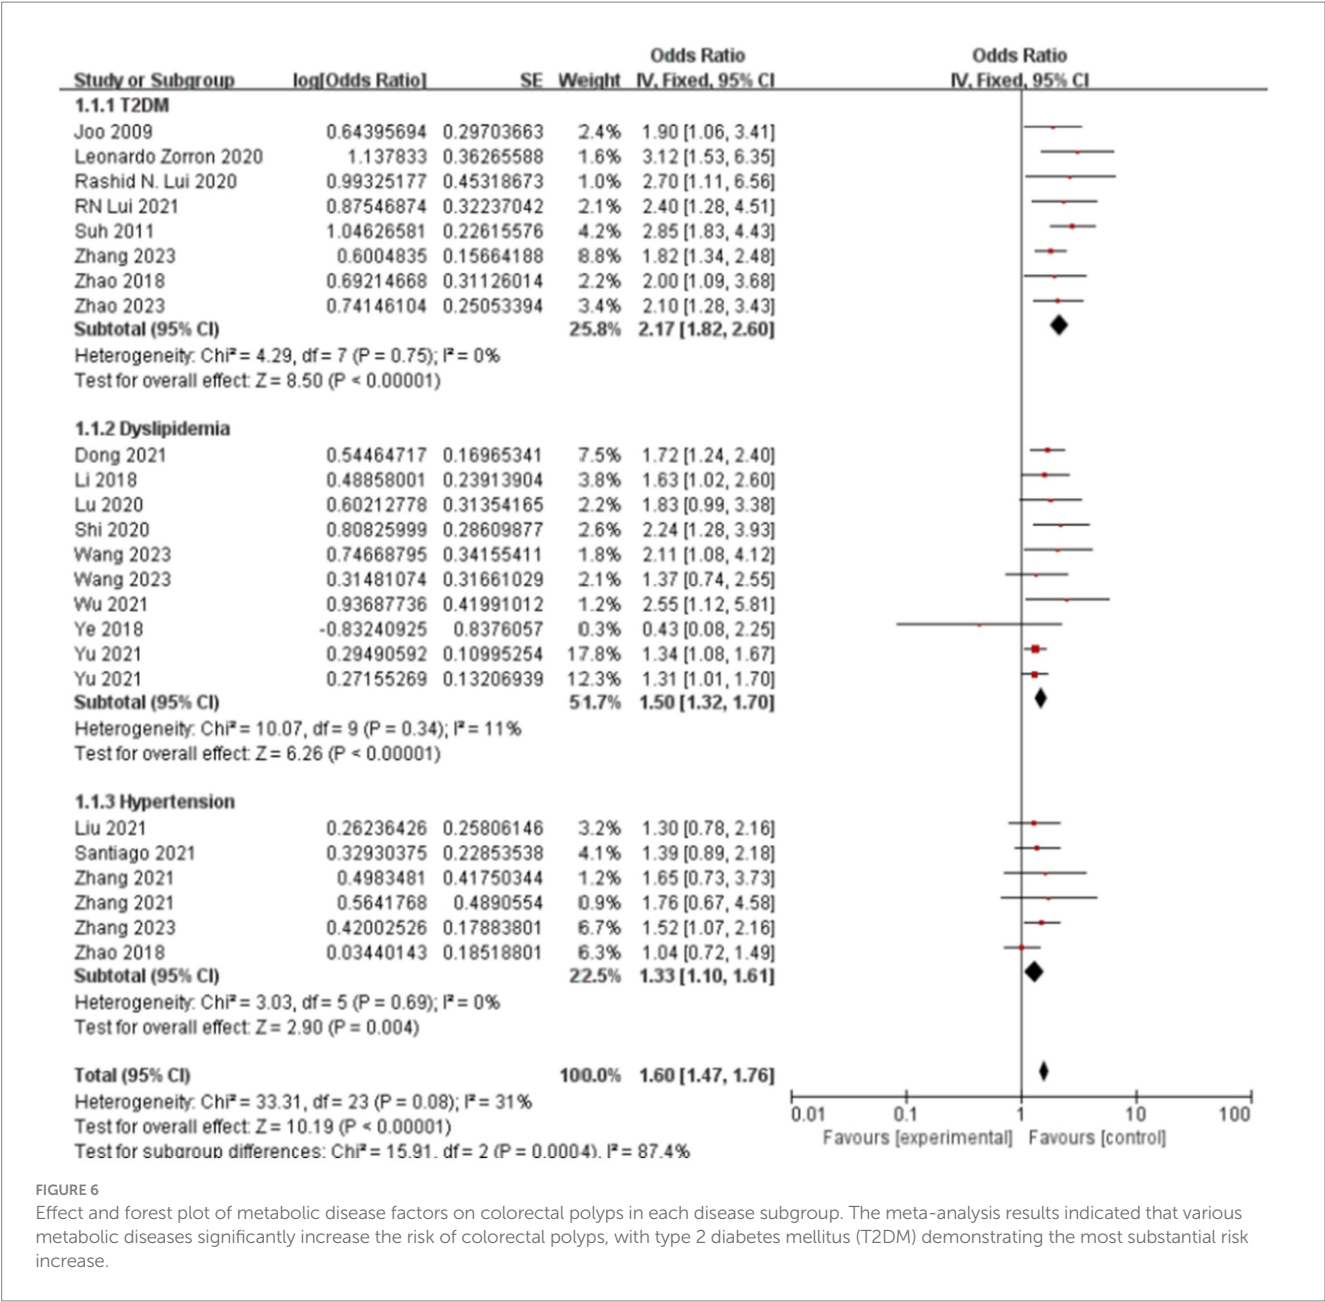 Odds Ratio Odds Ratio
Study or Subgroup log[Odds Ratio] SE Weight IV, Fixed, 95% CI IV, Fixed, 95% CI
1.1.1 T2DM
Joo 2009 0.64395694 0.29703663 2.4% 1.90 [1.06, 3.41]
Leonardo Zorron 2020 1.137833 0.36265588 1.6% 3.12 [1.53, 6.35]
Rashid N. Lui 2020 0.99325177 0.45318673 1.0% 2.70 [1.11, 6.56]
RN Lui 2021 0.87546874 0.32237042 2.1% 2.40 [1.28, 4.51]
Suh 2011 1.04626581 0.22615576 4.2% 2.85 [1.83, 4.43]
Zhang 2023 0.6004835 0.15664188 8.8% 1.82 [1.34, 2.48]
Zhao 2018 0.69214668 0.31126014 2.2% 2.00 [1.09, 3.68]
Zhao 2023 0.74146104 0.25053394 3.4% 2.10 [1.28, 3.43]
Subtotal (95% CI) 25.8% 2.17 [1.82, 2.60]
Heterogeneity: Chi² = 4.29, df = 7 (P = 0.75); I² = 0%
Test for overall effect: Z = 8.50 (P < 0.00001)
1.1.2 Dyslipidemia
Dong 2021 0.54464717 0.16965341 7.5% 1.72 [1.24, 2.40]
Li 2018 0.48858001 0.23913904 3.8% 1.63 [1.02, 2.60]
Lu 2020 0.60212778 0.31354165 2.2% 1.83 [0.99, 3.38]
Shi 2020 0.80825999 0.28609877 2.6% 2.24 [1.28, 3.93]
Wang 2023 0.74668795 0.34155411 1.8% 2.11 [1.08, 4.12]
Wang 2023 0.31481074 0.31661029 2.1% 1.37 [0.74, 2.55]
Wu 2021 0.93687736 0.41991012 1.2% 2.55 [1.12, 5.81]
Ye 2018 -0.83240925 0.8376057 0.3% 0.43 [0.08, 2.25]
Yu 2021 0.29490592 0.10995254 17.8% 1.34 [1.08, 1.67]
Yu 2021 0.27155269 0.13206939 12.3% 1.31 [1.01, 1.70]
Subtotal (95% CI) 51.7% 1.50 [1.32, 1.70]
Heterogeneity: Chi² = 10.07, df = 9 (P = 0.34); I² = 11%
Test for overall effect: Z = 6.26 (P < 0.00001)
1.1.3 Hypertension
Liu 2021 0.26236426 0.25806146 3.2% 1.30 [0.78, 2.16]
Santiago 2021 0.32930375 0.22853538 4.1% 1.39 [0.89, 2.18]
Zhang 2021 0.4983481 0.41750344 1.2% 1.65 [0.73, 3.73]
Zhang 2021 0.5641768 0.4890554 0.9% 1.76 [0.67, 4.58]
Zhang 2023 0.42002526 0.17883801 6.7% 1.52 [1.07, 2.16]
Zhao 2018 0.03440143 0.18518801 6.3% 1.04 [0.72, 1.49]
Subtotal (95% CI) 22.5% 1.33 [1.10, 1.61]
Heterogeneity: Chi² = 3.03, df = 5 (P = 0.69); I² = 0%
Test for overall effect: Z = 2.90 (P = 0.004)
Total (95% CI) 100.0% 1.60 [1.47, 1.76]
Heterogeneity: Chi² = 33.31, df = 23 (P = 0.08); I² = 31%
Test for overall effect: Z = 10.19 (P < 0.00001)
Test for subgroup differences: Chi² = 15.91, df = 2 (P = 0.0004), I² = 87.4%
0.01 0.1 1 10 100
Favours [experimental] Favours [control]
FIGURE 6
Effect and forest plot of metabolic disease factors on colorectal polyps in each disease subgroup. The meta-analysis results indicated that various
metabolic diseases significantly increase the risk of colorectal polyps, with type 2 diabetes mellitus (T2DM) demonstrating the most substantial risk
increase.